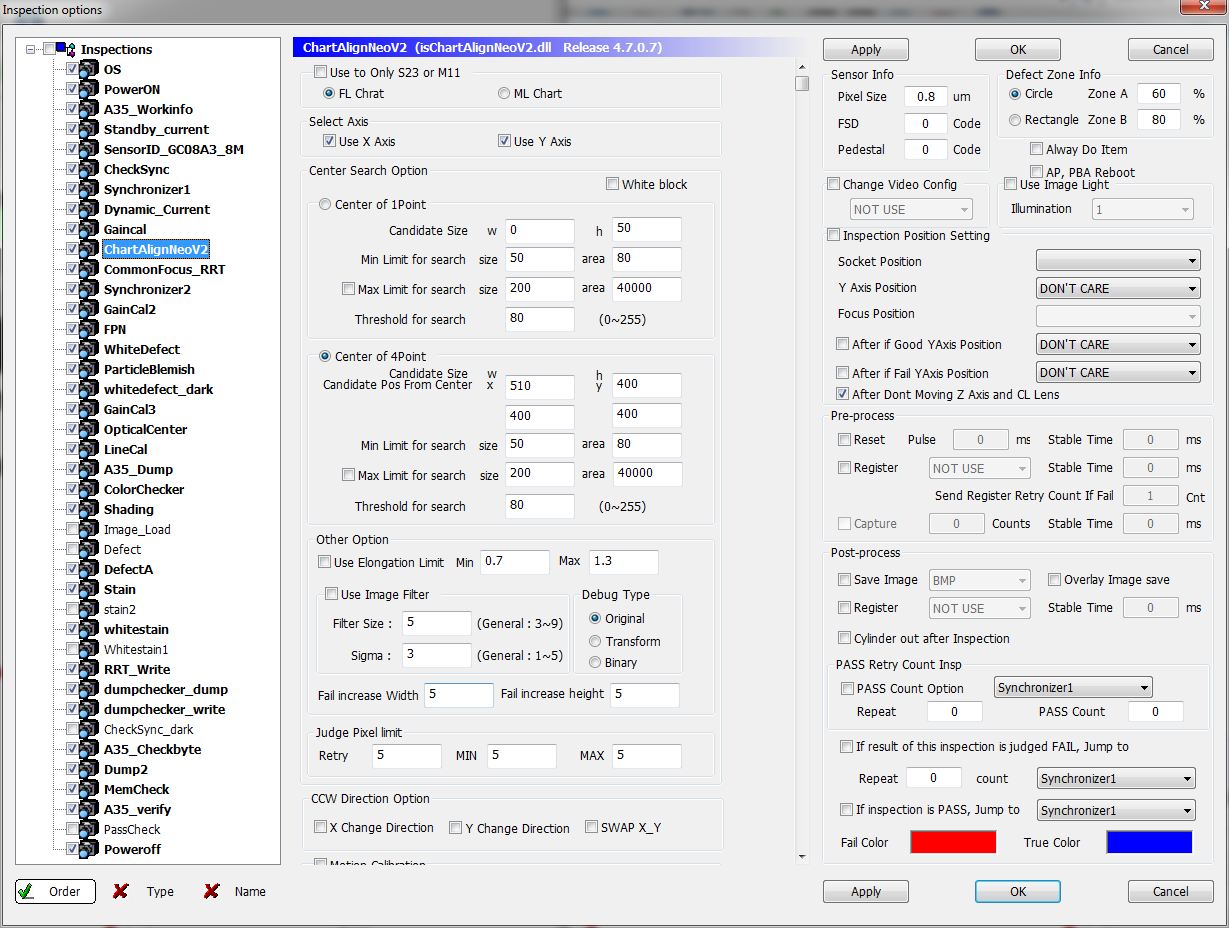 Inspection options
Inspections
OS
PowerON
A35_Workinfo
Standby_current
SensorID_GC08A3_8M
CheckSync
Synchronizer1
Dynamic_Current
Gaincal
ChartAlignNeoV2
CommonFocus_RRT
Synchronizer2
GainCal2
FPN
WhiteDefect
ParticleBlemish
whitedefect_dark
GainCal3
OpticalCenter
LineCal
A35_Dump
ColorChecker
Shading
Image_Load
Defect
DefectA
Stain
stain2
whitestain
Whitestain1
RRT_Write
dumpchecker_dump
dumpchecker_write
CheckSync_dark
A35_Checkbyte
Dump2
MemCheck
A35_verify
PassCheck
Poweroff
Order Type Name
ChartAlignNeoV2 (isChartAlignNeoV2.dll Release 4.7.0.7)
Use to Only S23 or M11
FL Chrat ML Chart
Select Axis
Use X Axis Use Y Axis
Center Search Option
White block
Center of 1Point
Candidate Size w 0 h 50
Min Limit for search size 50 area 80
Max Limit for search size 200 area 40000
Threshold for search 80 (0~255)
Center of 4Point
Candidate Size w h
Candidate Pos From Center x 510 y 400
400 400
Min Limit for search size 50 area 80
Max Limit for search size 200 area 40000
Threshold for search 80 (0~255)
Other Option
Use Elongation Limit Min 0.7 Max 1.3
Use Image Filter
Filter Size : 5 (General : 3~9)
Sigma : 3 (General : 1~5)
Debug Type
Original
Transform
Binary
Fail increase Width 5 Fail increase height 5
Judge Pixel limit
Retry 5 MIN 5 MAX 5
CCW Direction Option
X Change Direction Y Change Direction SWAP X_Y
Motion Calibration
Apply OK Cancel
Sensor Info
Pixel Size 0.8 um
FSD 0 Code
Pedestal 0 Code
Defect Zone Info
Circle Zone A 60 %
Rectangle Zone B 80 %
Alway Do Item
AP, PBA Reboot
Change Video Config
NOT USE
Use Image Light
Illumination 1
Inspection Position Setting
Socket Position
Y Axis Position DON'T CARE
Focus Position
After if Good YAxis Position DON'T CARE
After if Fail YAxis Position DON'T CARE
After Dont Moving Z Axis and CL Lens
Pre-process
Reset Pulse 0 ms Stable Time 0 ms
Register NOT USE Stable Time 0 ms
Send Register Retry Count If Fail 1 Cnt
Capture 0 Counts Stable Time 0 ms
Post-process
Save Image BMP Overlay Image save
Register NOT USE Stable Time 0 ms
Cylinder out after Inspection
PASS Retry Count Insp
PASS Count Option Synchronizer1
Repeat 0 PASS Count 0
If result of this inspection is judged FAIL, Jump to
Repeat 0 count Synchronizer1
If inspection is PASS, Jump to Synchronizer1
Fail Color True Color
Apply OK Cancel